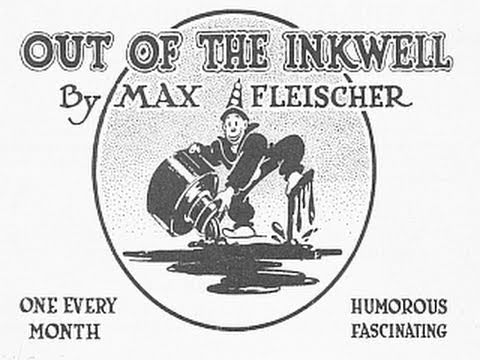 OUT OF THE INKWELL
By MAX FLEISCHER
ONE EVERY
MONTH
HUMOROUS
FASCINATING